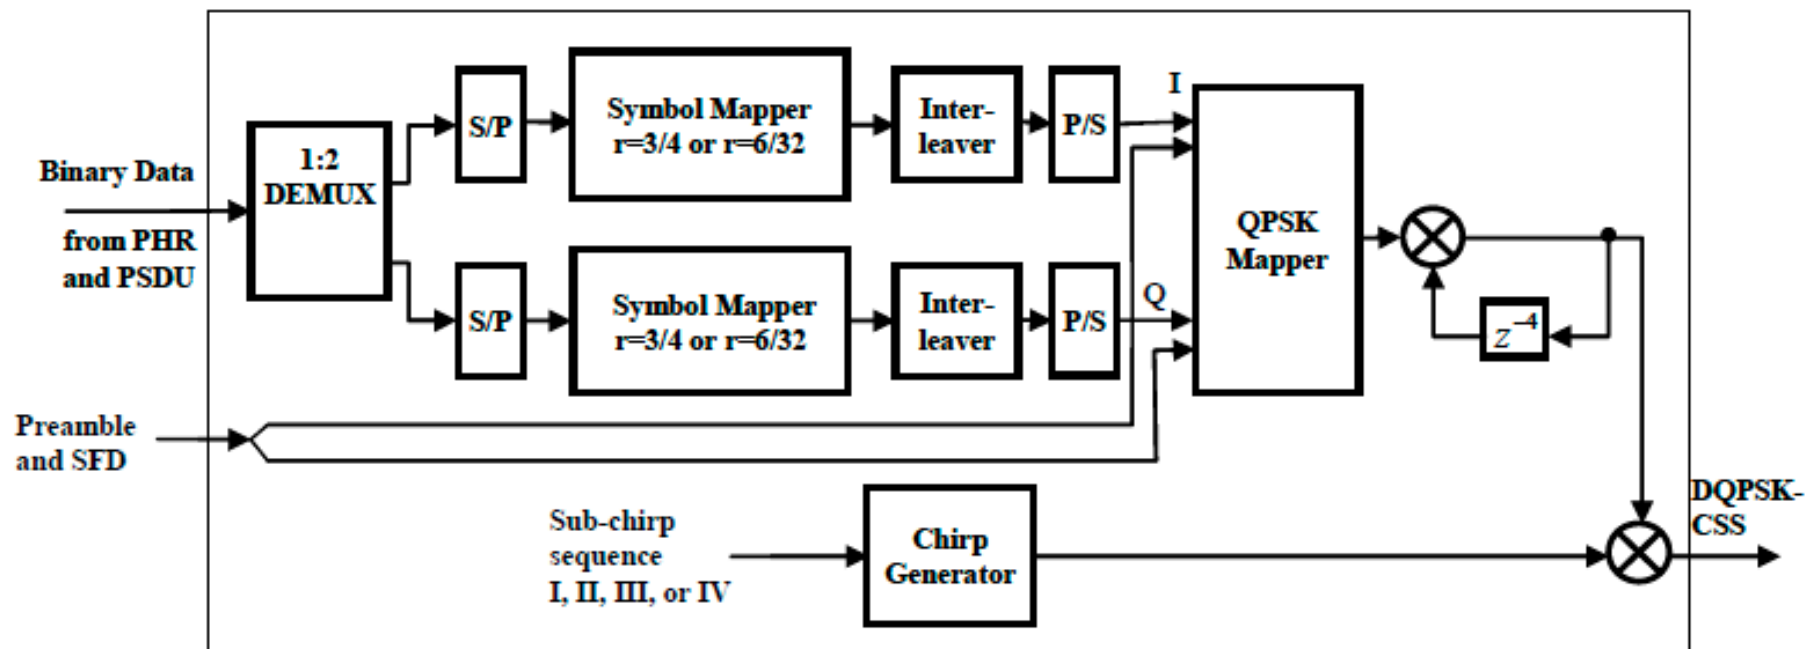 Binary Data
from PHR
and PSDU
1:2
DEMUX
S/P
Symbol Mapper
r=3/4 or r=6/32
Inter-
leaver
P/S
I
S/P
Symbol Mapper
r=3/4 or r=6/32
Inter-
leaver
P/S
Q
QPSK
Mapper
z⁻⁴
Preamble
and SFD
Sub-chirp
sequence
I, II, III, or IV
Chirp
Generator
DQPSK-
CSS